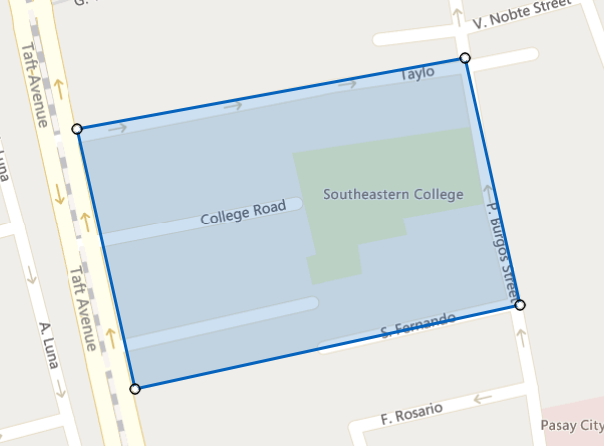 G.
V. Nobte Street
Taft Avenue
Taylo
Luna
Southeastern College
College Road
P. Burgos Street
Taft Avenue
S. Fernando
A. Luna
F. Rosario
Pasay City